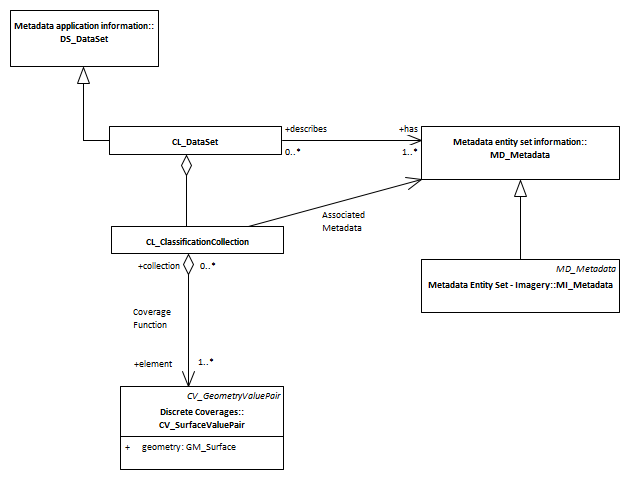 Metadata application information::
DS_DataSet
CL_DataSet
+describes
+has
0..*
1..*
Metadata entity set information::
MD_Metadata
Associated
Metadata
CL_ClassificationCollection
+collection
0..*
MD_Metadata
Metadata Entity Set - Imagery::MI_Metadata
Coverage
Function
+element
1..*
CV_GeometryValuePair
Discrete Coverages::
CV_SurfaceValuePair
+ geometry: GM_Surface